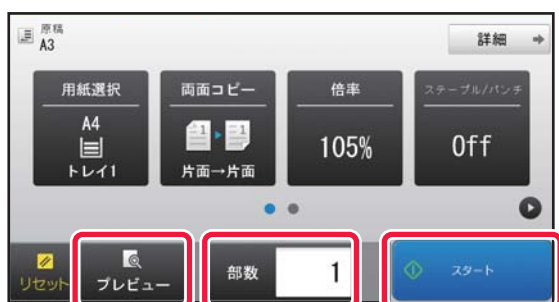 原稿
A3
詳細
用紙選択
A4
トレイ1
両面コピー
1
1
片面→片面
倍率
105%
ステープル/パンチ
Off
リセット
プレビュー
部数
1
スタート